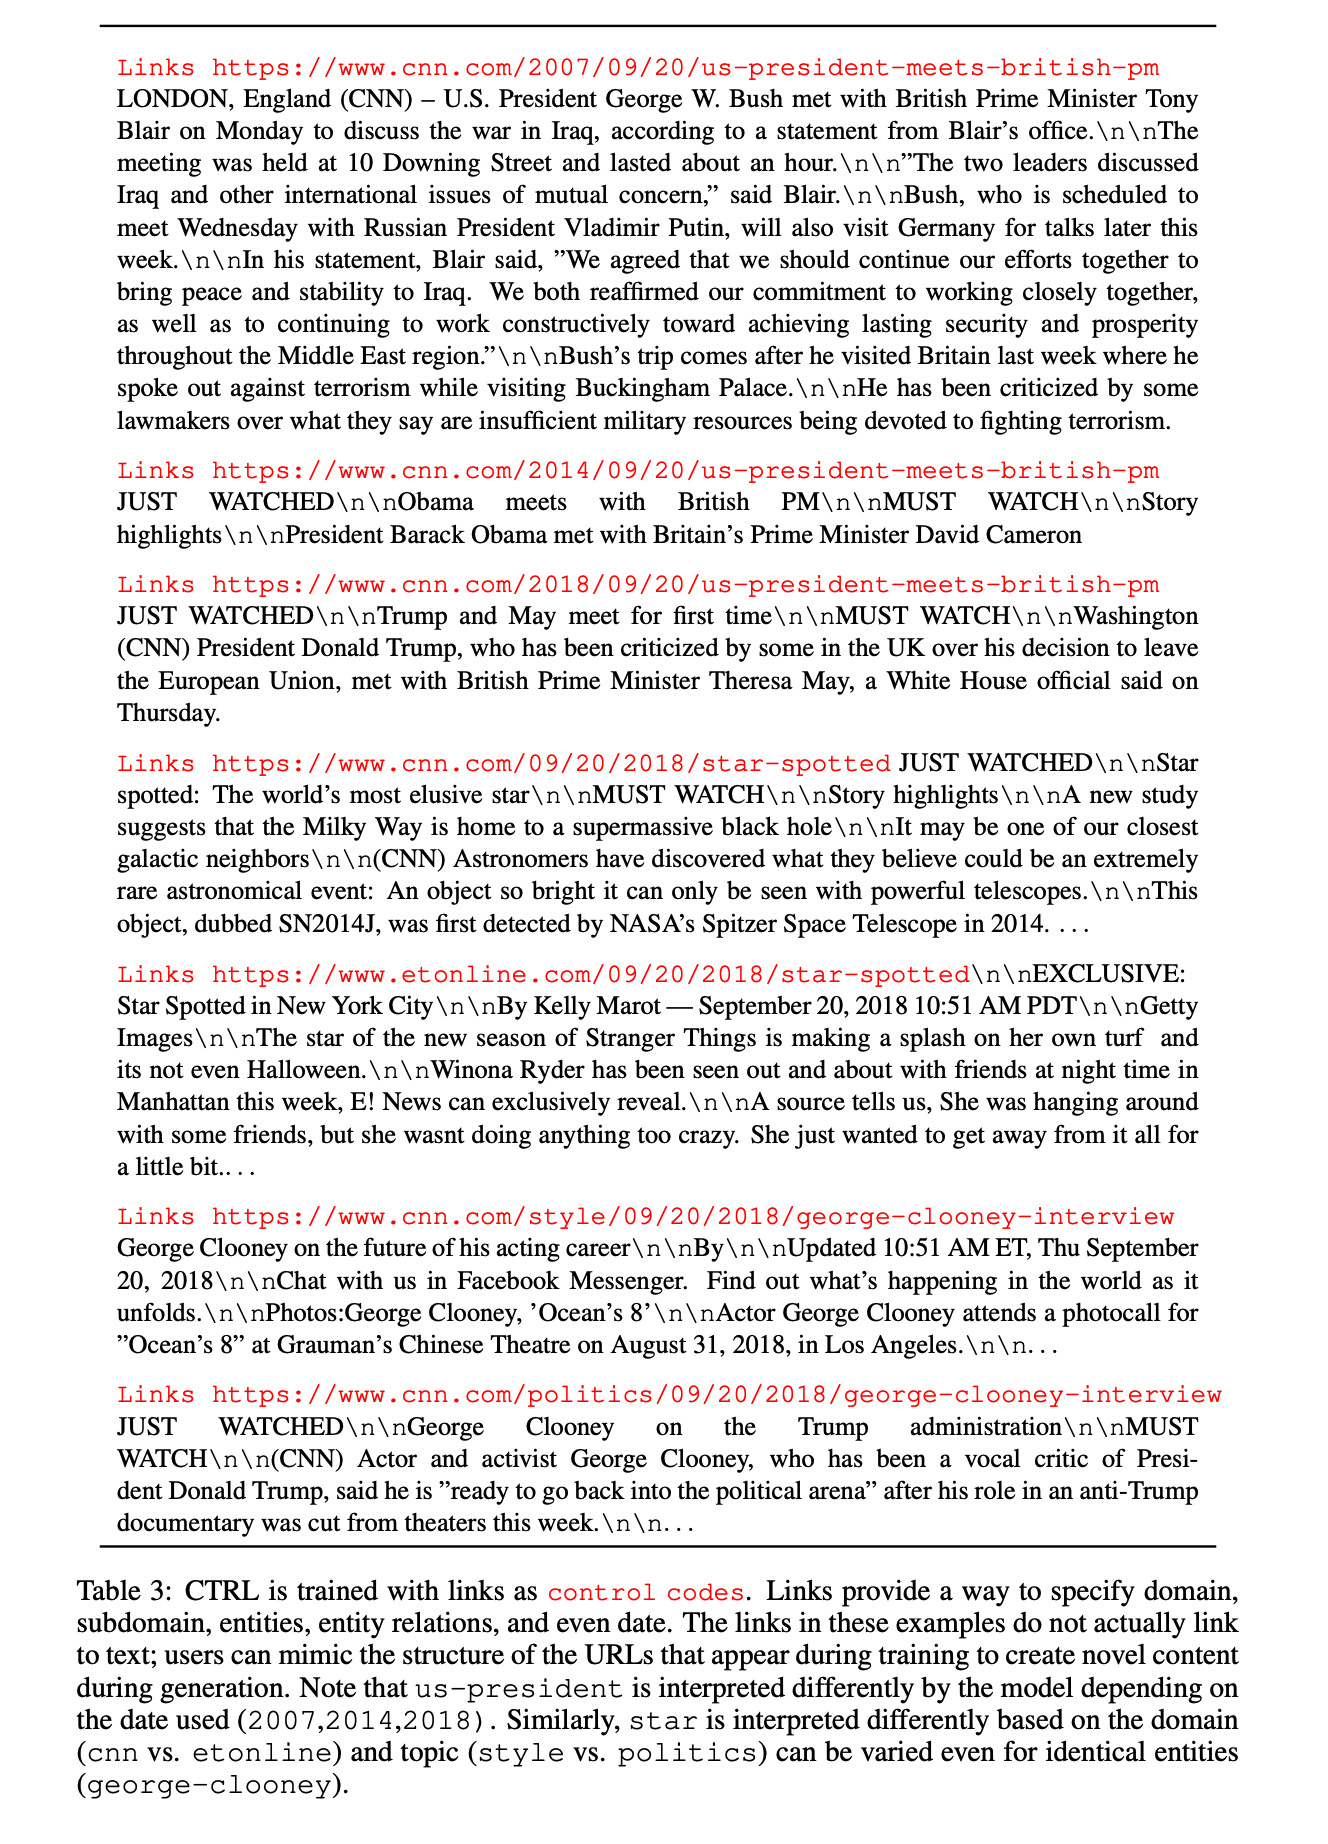 Links https://www.cnn.com/2007/09/20/us-president-meets-british-pm
LONDON, England (CNN) – U.S. President George W. Bush met with British Prime Minister Tony
Blair on Monday to discuss the war in Iraq, according to a statement from Blair's office.\n\nThe
meeting was held at 10 Downing Street and lasted about an hour.\n\n”The two leaders discussed
Iraq and other international issues of mutual concern,” said Blair.\n\nBush, who is scheduled to
meet Wednesday with Russian President Vladimir Putin, will also visit Germany for talks later this
week.\n\nIn his statement, Blair said, ”We agreed that we should continue our efforts together to
bring peace and stability to Iraq. We both reaffirmed our commitment to working closely together,
as well as to continuing to work constructively toward achieving lasting security and prosperity
throughout the Middle East region.”\n\nBush's trip comes after he visited Britain last week where he
spoke out against terrorism while visiting Buckingham Palace.\n\nHe has been criticized by some
lawmakers over what they say are insufficient military resources being devoted to fighting terrorism.
Links https://www.cnn.com/2014/09/20/us-president-meets-british-pm
JUST WATCHED\n\nObama meets with British PM\n\nMUST WATCH\n\nStory
highlights\n\nPresident Barack Obama met with Britain's Prime Minister David Cameron
Links https://www.cnn.com/2018/09/20/us-president-meets-british-pm
JUST WATCHED\n\nTrump and May meet for first time\n\nMUST WATCH\n\nWashington
(CNN) President Donald Trump, who has been criticized by some in the UK over his decision to leave
the European Union, met with British Prime Minister Theresa May, a White House official said on
Thursday.
Links https://www.cnn.com/09/20/2018/star-spotted JUST WATCHED\n\nStar
spotted: The world's most elusive star\n\nMUST WATCH\n\nStory highlights\n\nA new study
suggests that the Milky Way is home to a supermassive black hole\n\nIt may be one of our closest
galactic neighbors\n\n(CNN) Astronomers have discovered what they believe could be an extremely
rare astronomical event: An object so bright it can only be seen with powerful telescopes.\n\nThis
object, dubbed SN2014J, was first detected by NASA's Spitzer Space Telescope in 2014. ...
Links https://www.etonline.com/09/20/2018/star-spotted\n\nEXCLUSIVE:
Star Spotted in New York City\n\nBy Kelly Marot — September 20, 2018 10:51 AM PDT\n\nGetty
Images\n\nThe star of the new season of Stranger Things is making a splash on her own turf and
its not even Halloween.\n\nWinona Ryder has been seen out and about with friends at night time in
Manhattan this week, E! News can exclusively reveal.\n\nA source tells us, She was hanging around
with some friends, but she wasnt doing anything too crazy. She just wanted to get away from it all for
a little bit....
Links https://www.cnn.com/style/09/20/2018/george-clooney-interview
George Clooney on the future of his acting career\n\nBy\n\nUpdated 10:51 AM ET, Thu September
20, 2018\n\nChat with us in Facebook Messenger. Find out what's happening in the world as it
unfolds.\n\nPhotos:George Clooney, ’Ocean's 8’\n\nActor George Clooney attends a photocall for
”Ocean's 8” at Grauman's Chinese Theatre on August 31, 2018, in Los Angeles.\n\n...
Links https://www.cnn.com/politics/09/20/2018/george-clooney-interview
JUST WATCHED\n\nGeorge Clooney on the Trump administration\n\nMUST
WATCH\n\n(CNN) Actor and activist George Clooney, who has been a vocal critic of Presi-
dent Donald Trump, said he is ”ready to go back into the political arena” after his role in an anti-Trump
documentary was cut from theaters this week.\n\n...
Table 3: CTRL is trained with links as control codes. Links provide a way to specify domain,
subdomain, entities, entity relations, and even date. The links in these examples do not actually link
to text; users can mimic the structure of the URLs that appear during training to create novel content
during generation. Note that us-president is interpreted differently by the model depending on
the date used (2007,2014,2018). Similarly, star is interpreted differently based on the domain
(cnn vs. etonline) and topic (style vs. politics) can be varied even for identical entities
(george-clooney).